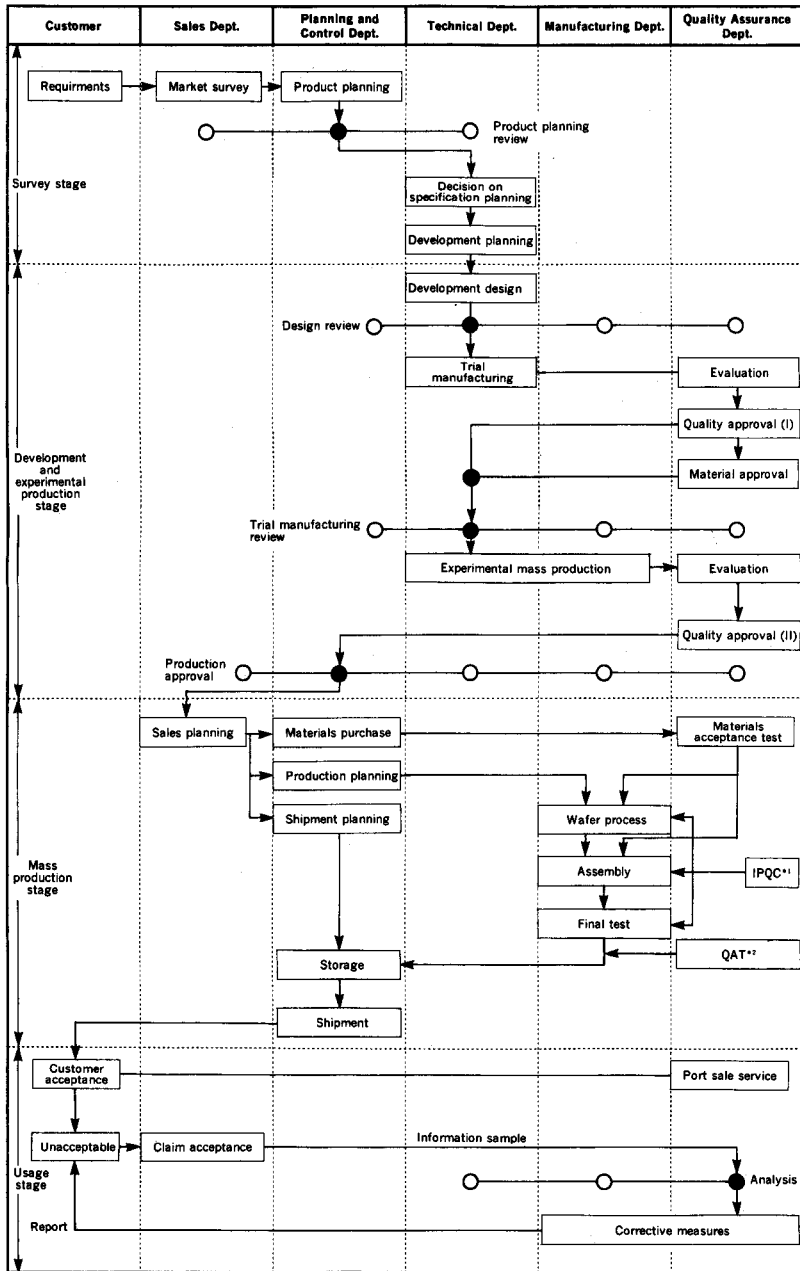 Customer
Sales Dept.
Planning and
Control Dept.
Technical Dept.
Manufacturing Dept.
Quality Assurance
Dept.
Requirments
Market survey
Product planning
Product planning
review
Survey stage
Decision on
specification planning
Development planning
Development design
Design review
Trial
manufacturing
Evaluation
Quality approval (I)
Development
and
experimental
production
stage
Material approval
Trial manufacturing
review
Experimental mass production
Evaluation
Quality approval (II)
Production
approval
Sales planning
Materials purchase
Materials
acceptance test
Production planning
Shipment planning
Wafer process
Mass
production
stage
Assembly
IPQC*1
Final test
QAT*2
Storage
Shipment
Customer
acceptance
Port sale service
Unacceptable
Claim acceptance
Information sample
Usage
stage
Analysis
Report
Corrective measures